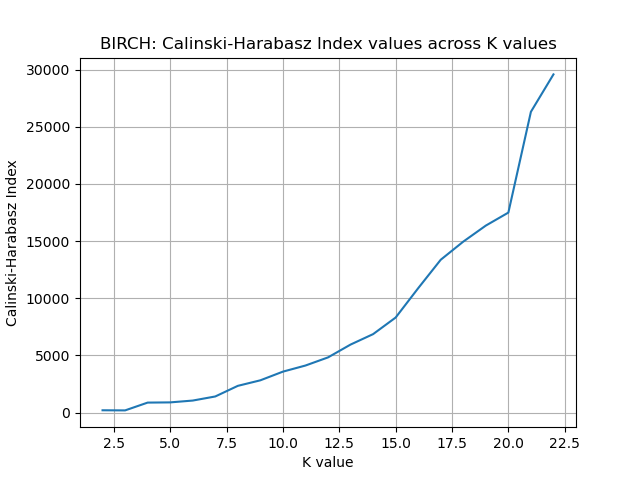 BIRCH: Calinski-Harabasz Index values across K values
30000
25000
20000
15000
10000
5000
0
Calinski-Harabasz Index
2.5 5.0 7.5 10.0 12.5 15.0 17.5 20.0 22.5
K value